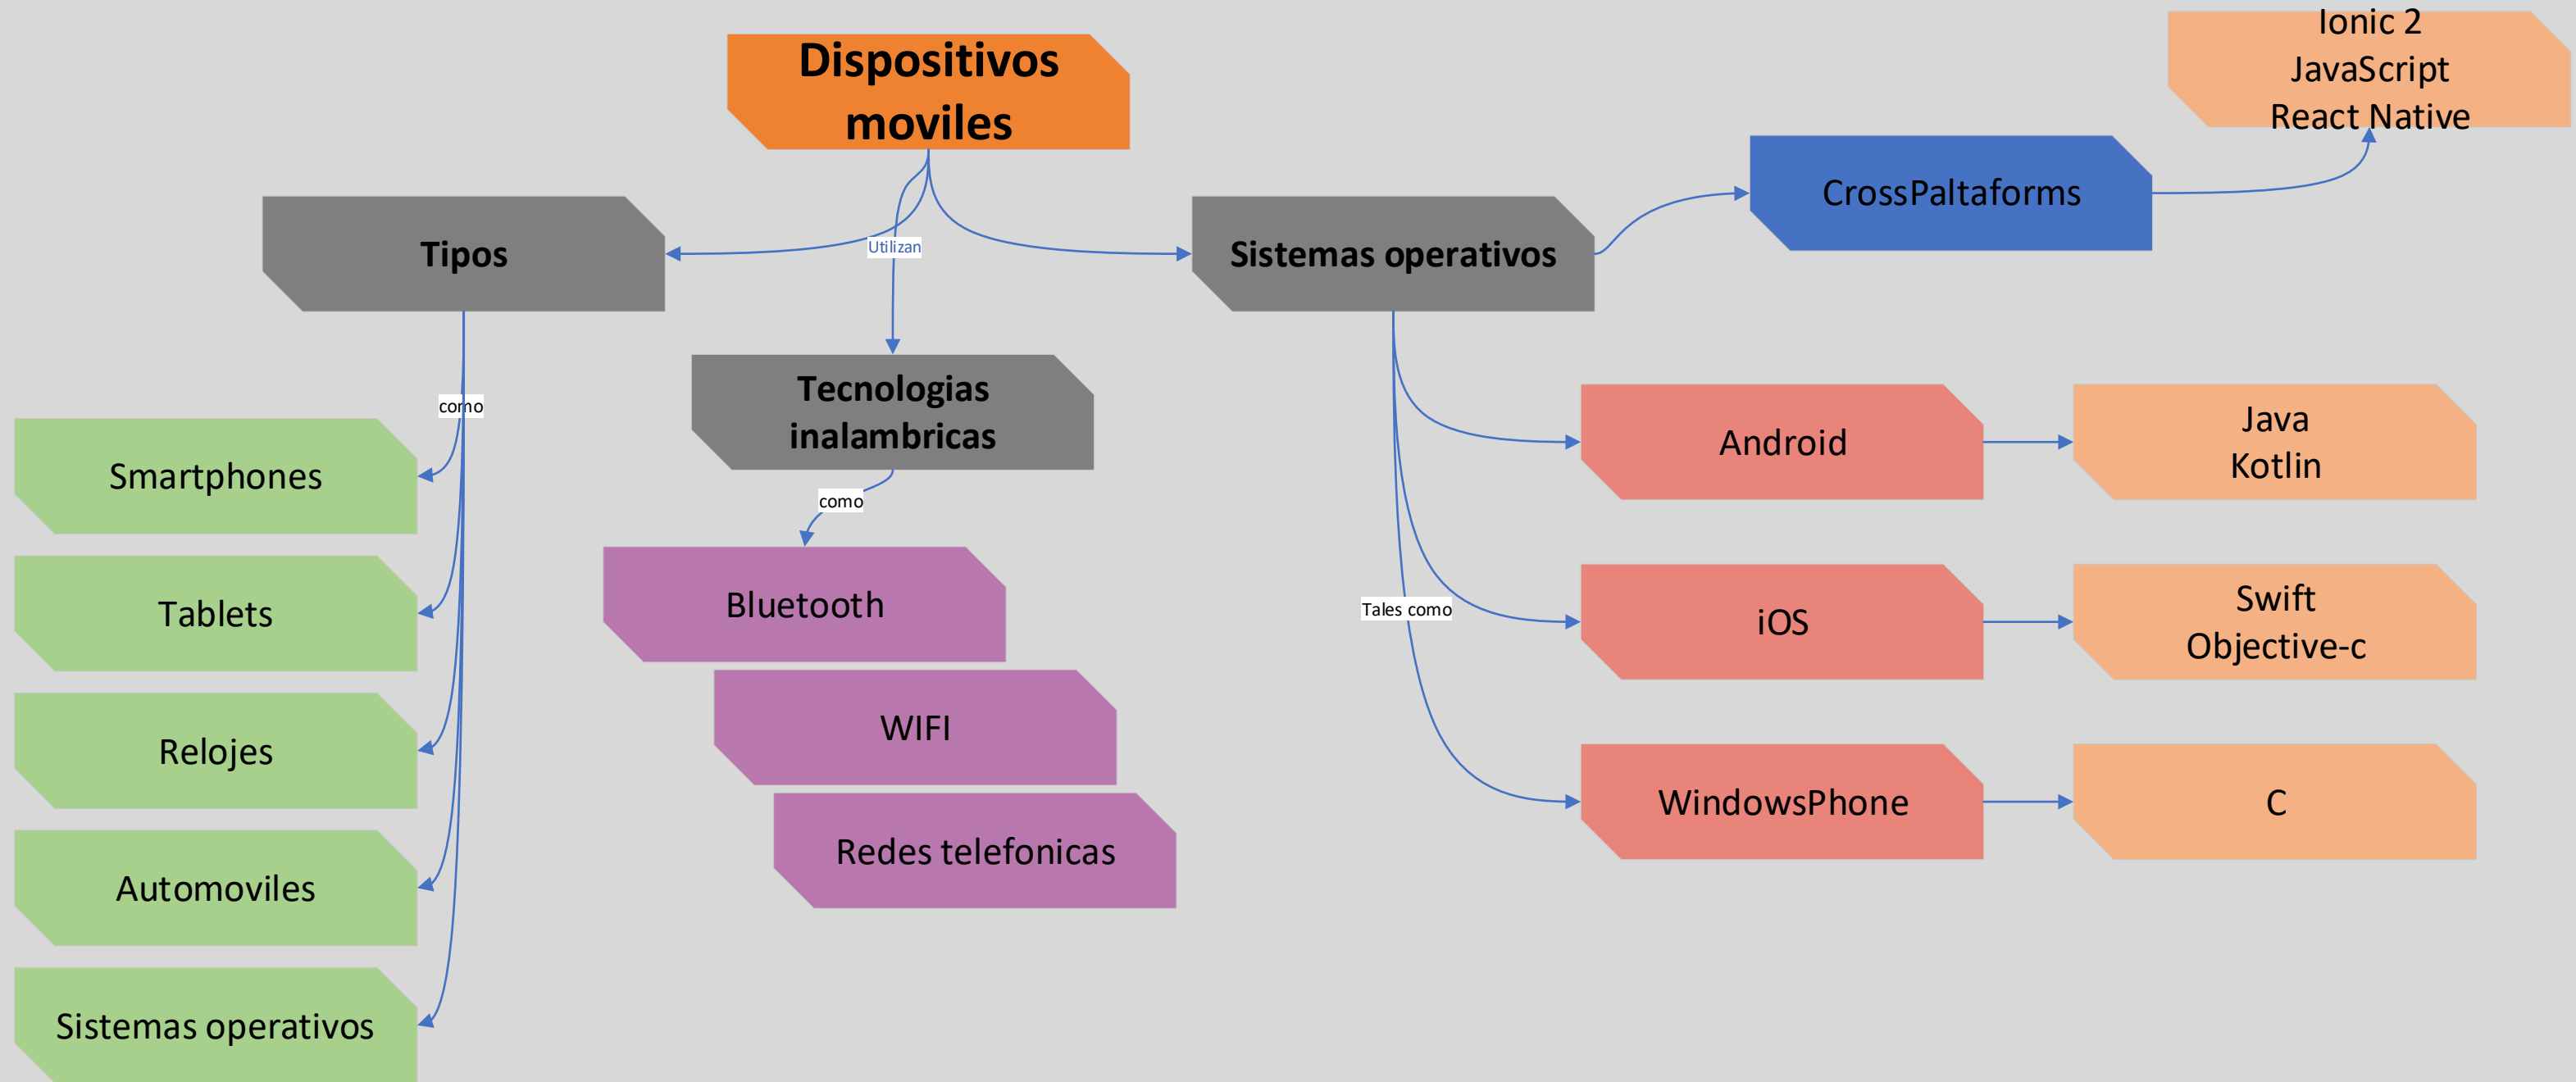 Dispositivos
moviles
Utilizan
Tipos
como
Smartphones
Tablets
Relojes
Automoviles
Sistemas operativos
Tecnologias
inalambricas
como
Bluetooth
WIFI
Redes telefonicas
Sistemas operativos
Tales como
CrossPaltaforms
Ionic 2
JavaScript
React Native
Android
Java
Kotlin
iOS
Swift
Objective-c
WindowsPhone
C